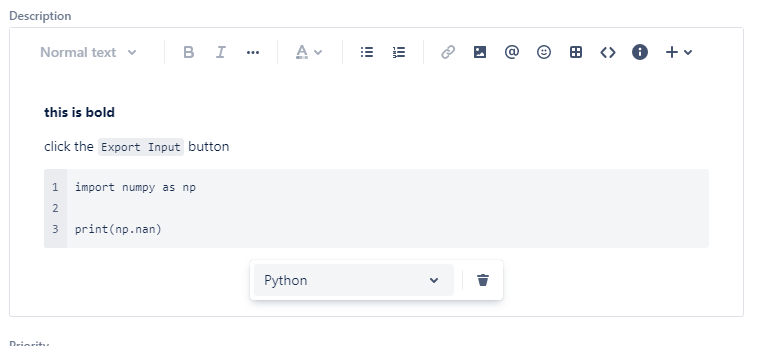 Description
Normal text
B I ... A
this is bold
click the Export Input button
1 import numpy as np
2
3 print(np.nan)
Python
Priority